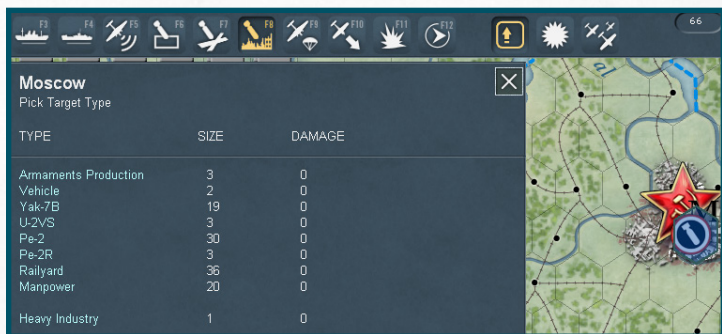 F3 F4 F5 F6 F7 F8 F9 F10 F11 F12 66
Moscow
Pick Target Type
TYPE SIZE DAMAGE
Armaments Production 3 0
Vehicle 2 0
Yak-7B 19 0
U-2VS 3 0
Pe-2 30 0
Pe-2R 3 0
Railyard 36 0
Manpower 20 0
Heavy Industry 1 0
al